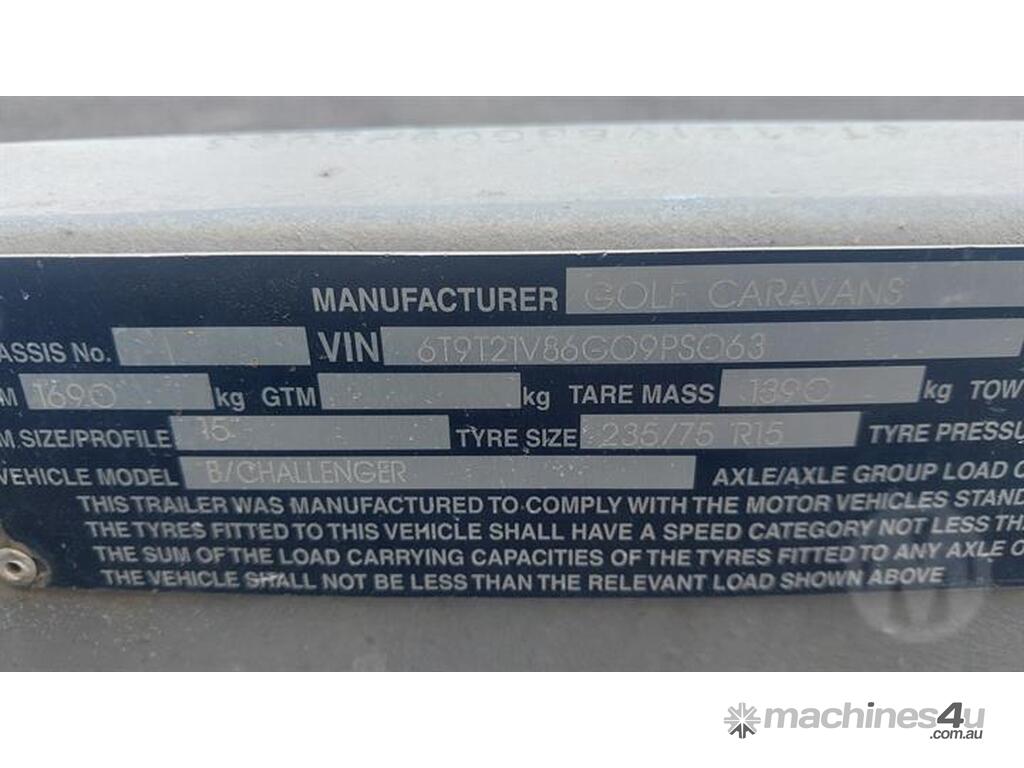 MANUFACTURER GOLF CARAVANS
ASSIS No. VIN 6T9T21V86GO9PSO63
M 1690 kg GTM kg TARE MASS 1390 kg TOW
M. SIZE/PROFILE 15 TYRE SIZE 235/75 R15 TYRE PRESSU
VEHICLE MODEL B/CHALLENGER AXLE/AXLE GROUP LOAD C
THIS TRAILER WAS MANUFACTURED TO COMPLY WITH THE MOTOR VEHICLES STAND
THE TYRES FITTED TO THIS VEHICLE SHALL HAVE A SPEED CATEGORY NOT LESS THA
THE SUM OF THE LOAD CARRYING CAPACITIES OF THE TYRES FITTED TO ANY AXLE O
THE VEHICLE SHALL NOT BE LESS THAN THE RELEVANT LOAD SHOWN ABOVE
machines4u
.com.au